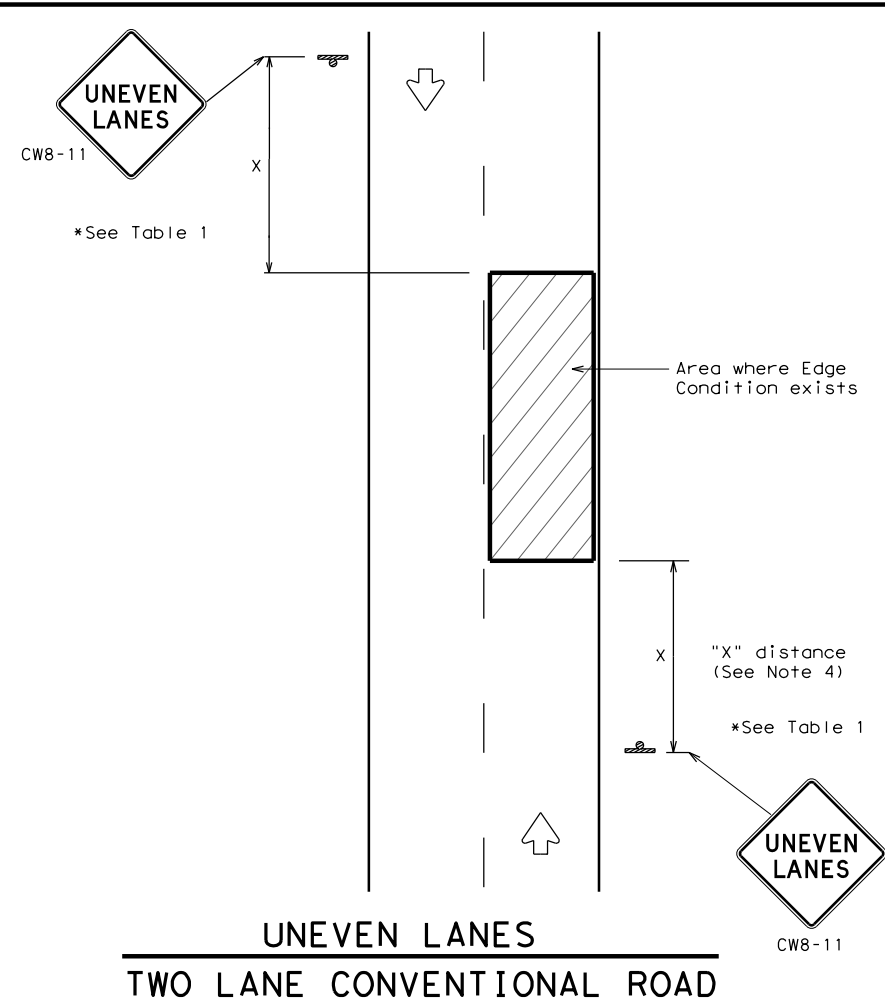 UNEVEN
LANES
CW8-11
X
*See Table 1
Area where Edge
Condition exists
X
"X" distance
(See Note 4)
*See Table 1
UNEVEN
LANES
CW8-11
UNEVEN LANES
TWO LANE CONVENTIONAL ROAD